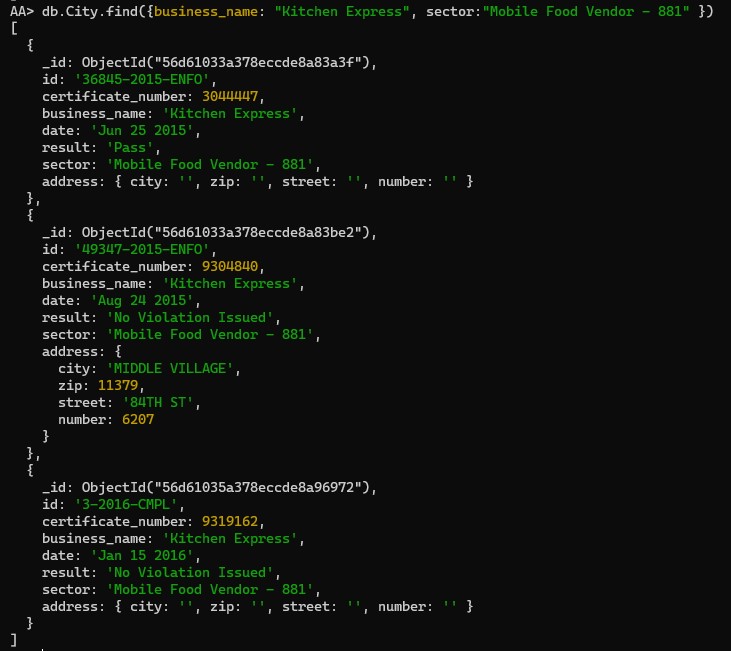 AA> db.City.find({business_name: "Kitchen Express", sector:"Mobile Food Vendor - 881" })
[
  {
    _id: ObjectId("56d61033a378eccde8a83a3f"),
    id: '36845-2015-ENFO',
    certificate_number: 3044447,
    business_name: 'Kitchen Express',
    date: 'Jun 25 2015',
    result: 'Pass',
    sector: 'Mobile Food Vendor - 881',
    address: { city: '', zip: '', street: '', number: '' }
  },
  {
    _id: ObjectId("56d61033a378eccde8a83be2"),
    id: '49347-2015-ENFO',
    certificate_number: 9304840,
    business_name: 'Kitchen Express',
    date: 'Aug 24 2015',
    result: 'No Violation Issued',
    sector: 'Mobile Food Vendor - 881',
    address: {
      city: 'MIDDLE VILLAGE',
      zip: 11379,
      street: '84TH ST',
      number: 6207
    }
  },
  {
    _id: ObjectId("56d61035a378eccde8a96972"),
    id: '3-2016-CMPL',
    certificate_number: 9319162,
    business_name: 'Kitchen Express',
    date: 'Jan 15 2016',
    result: 'No Violation Issued',
    sector: 'Mobile Food Vendor - 881',
    address: { city: '', zip: '', street: '', number: '' }
  }
]